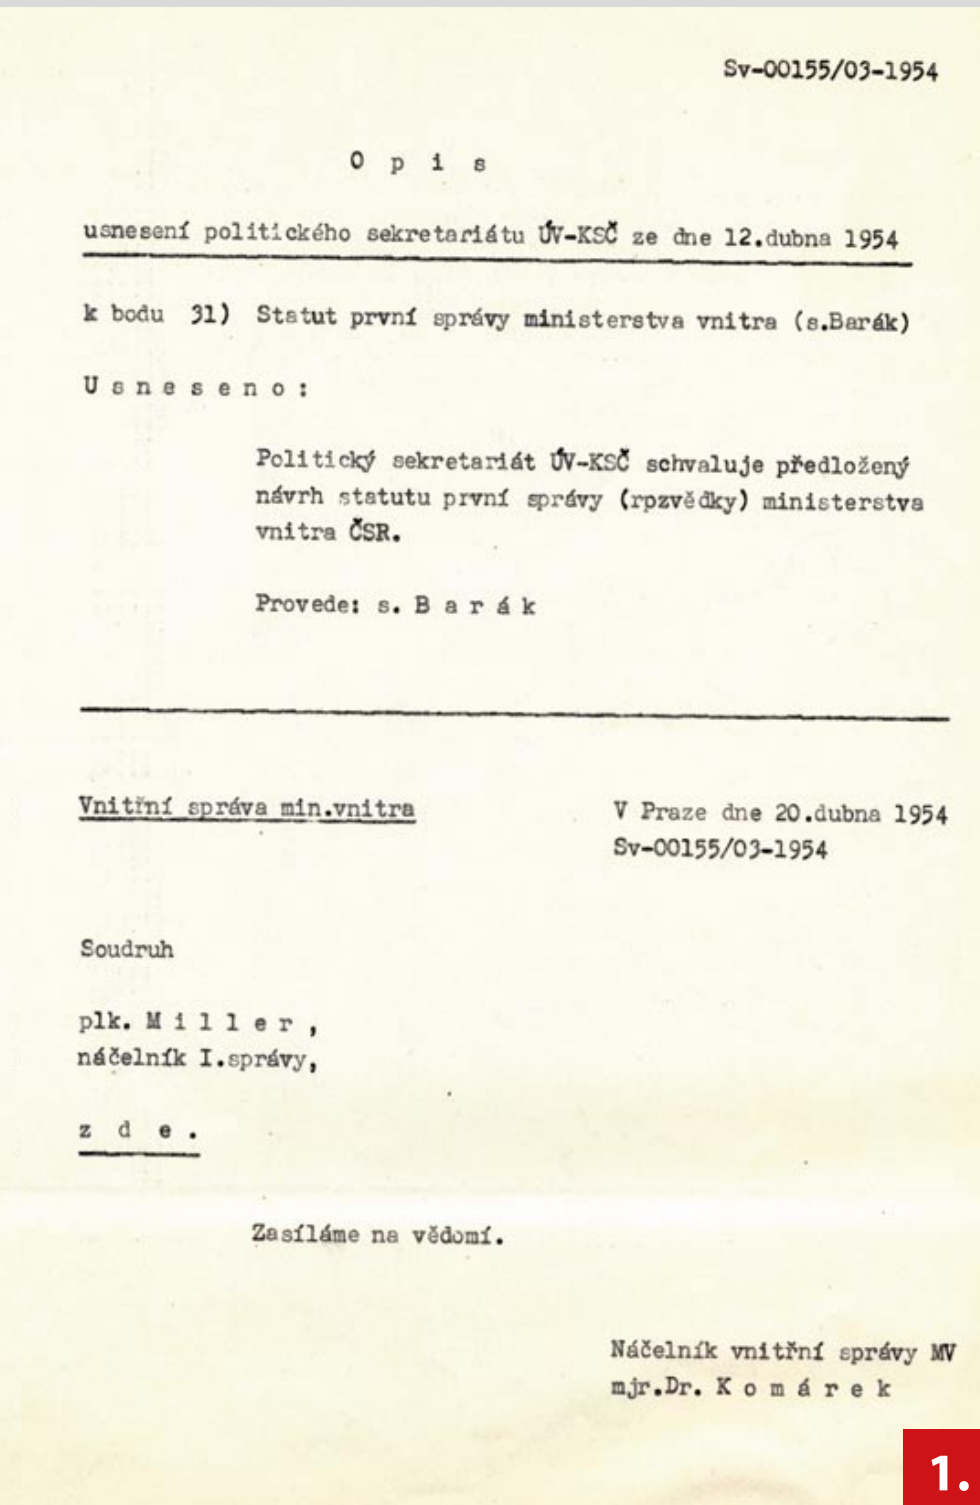 Sv-00155/03-1954
O p i s
usnesení politického sekretariátu ÚV-KSČ ze dne 12.dubna 1954
k bodu 31) Statut první správy ministerstva vnitra (s.Barák)
U s n e s e n o :
Politický sekretariát ÚV-KSČ schvaluje předložený
návrh statutu první správy (rpzvědky) ministerstva
vnitra ČSR.
Provede: s. B a r á k
Vnitřní správa min.vnitra
V Praze dne 20.dubna 1954
Sv-00155/03-1954
Soudruh
plk. M i l l e r ,
náčelník I.správy,
z d e .
Zasíláme na vědomí.
Náčelník vnitřní správy MV
mjr.Dr. K o m á r e k
1.